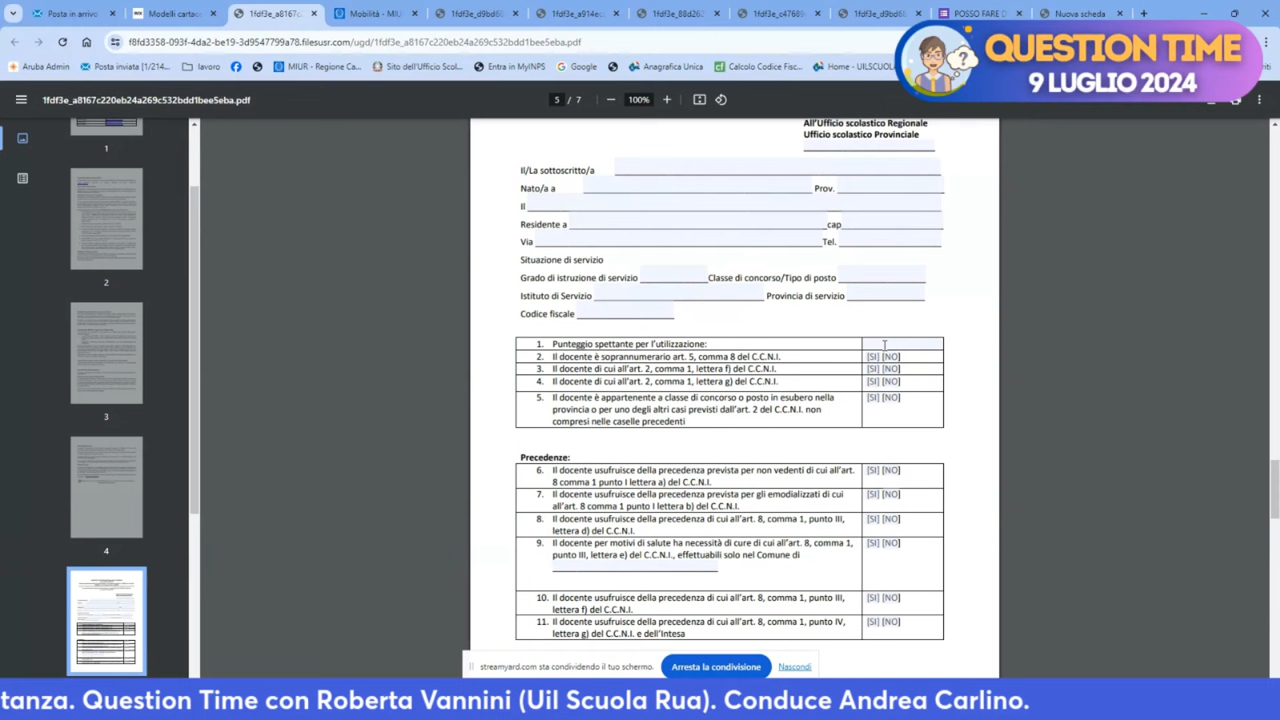 Posta in arrivo
Modelli cartace
1fdf3e_a8167c
Mobilità - MIU
1fdf3e_d9bd66
1fdf3e_a914ec
1fdf3e_88d262
1fdf3e_c47689
1fdf3e_d9bd68
POSSO FARE D
Nuova scheda
f8fd3358-093f-4da2-be19-3d9547799a78.filesusr.com/ugd/1fdf3e_a8167c220eb24a269c532bdd1bee5eba.pdf
Aruba Admin
Posta inviata [1/214...
lavoro
MIUR - Regione Ca...
Sito dell'Ufficio Scol...
Entra in MyINPS
Google
Anagrafica Unica
Calcolo Codice Fisc...
Home - UILSCUOL
QUESTION TIME
9 LUGLIO 2024
1fdf3e_a8167c220eb24a269c532bdd1bee5eba.pdf
5 / 7
100%
1
2
3
4
All'Ufficio scolastico Regionale
Ufficio scolastico Provinciale
Il/La sottoscritto/a
Nato/a a Prov.
Il
Residente a cap
Via Tel.
Situazione di servizio
Grado di istruzione di servizio Classe di concorso/Tipo di posto
Istituto di Servizio Provincia di servizio
Codice fiscale
1. Punteggio spettante per l'utilizzazione:
2. Il docente è soprannumerario art. 5, comma 8 del C.C.N.I. [SI] [NO]
3. Il docente di cui all'art. 2, comma 1, lettera f) del C.C.N.I. [SI] [NO]
4. Il docente di cui all'art. 2, comma 1, lettera g) del C.C.N.I. [SI] [NO]
5. Il docente è appartenente a classe di concorso o posto in esubero nella [SI] [NO]
provincia o per uno degli altri casi previsti dall'art. 2 del C.C.N.I. non
compresi nelle caselle precedenti
Precedenze:
6. Il docente usufruisce della precedenza prevista per non vedenti di cui all'art. [SI] [NO]
8 comma 1 punto I lettera a) del C.C.N.I.
7. Il docente usufruisce della precedenza prevista per gli emodializzati di cui [SI] [NO]
all'art. 8 comma 1 punto I lettera b) del C.C.N.I.
8. Il docente usufruisce della precedenza di cui all'art. 8, comma 1, punto III, [SI] [NO]
lettera d) del C.C.N.I.
9. Il docente per motivi di salute ha necessità di cure di cui all'art. 8, comma 1, [SI] [NO]
punto III, lettera e) del C.C.N.I., effettuabili solo nel Comune di
10. Il docente usufruisce della precedenza di cui all'art. 8, comma 1, punto III, [SI] [NO]
lettera f) del C.C.N.I.
11. Il docente usufruisce della precedenza di cui all'art. 8, comma 1, punto IV, [SI] [NO]
lettera g) del C.C.N.I. e dell'Intesa
streamyard.com sta condividendo il tuo schermo.
Arresta la condivisione
Nascondi
tanza. Question Time con Roberta Vannini (Uil Scuola Rua). Conduce Andrea Carlino.